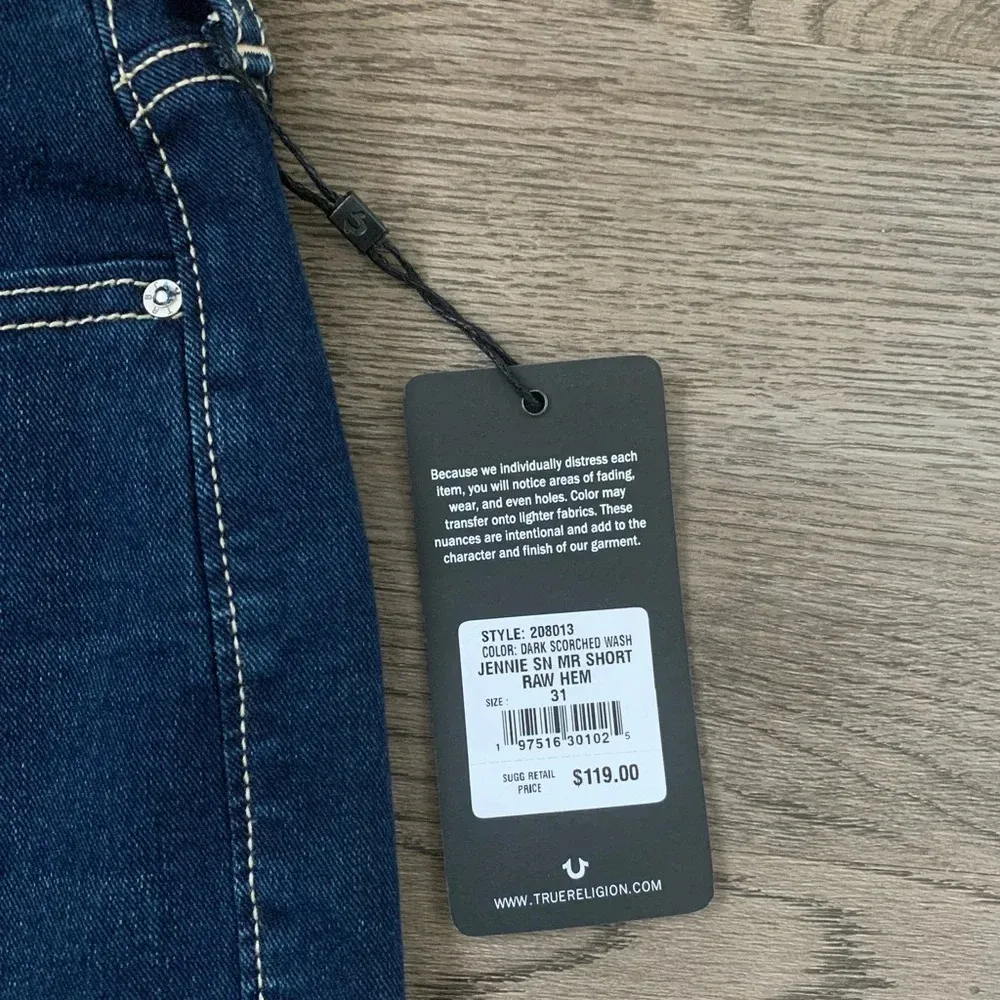 Because we individually distress each
item, you will notice areas of fading,
wear, and even holes. Color may
transfer onto lighter fabrics. These
nuances are intentional and add to the
character and finish of our garment.
STYLE: 208013
COLOR: DARK SCORCHED WASH
JENNIE SN MR SHORT
RAW HEM
SIZE : 31
1 97516 30102 5
SUGG RETAIL
PRICE
$119.00
WWW.TRUERELIGION.COM